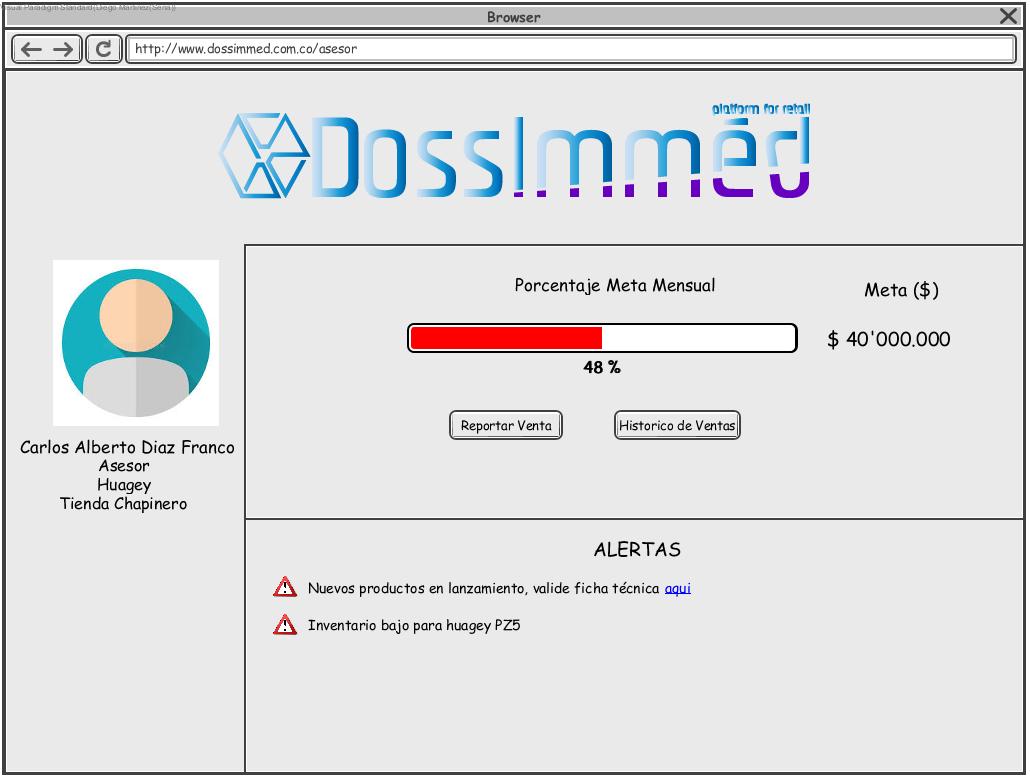 Visual Paradigm Standard(Diego Martinez(Sena))
Browser
http://www.dossimmed.com.co/asesor
platform for retail
DossImmēd
Porcentaje Meta Mensual
Meta ($)
$ 40'000.000
48 %
Reportar Venta
Historico de Ventas
Carlos Alberto Diaz Franco
Asesor
Huagey
Tienda Chapinero
ALERTAS
Nuevos productos en lanzamiento, valide ficha técnica aqui
Inventario bajo para huagey PZ5